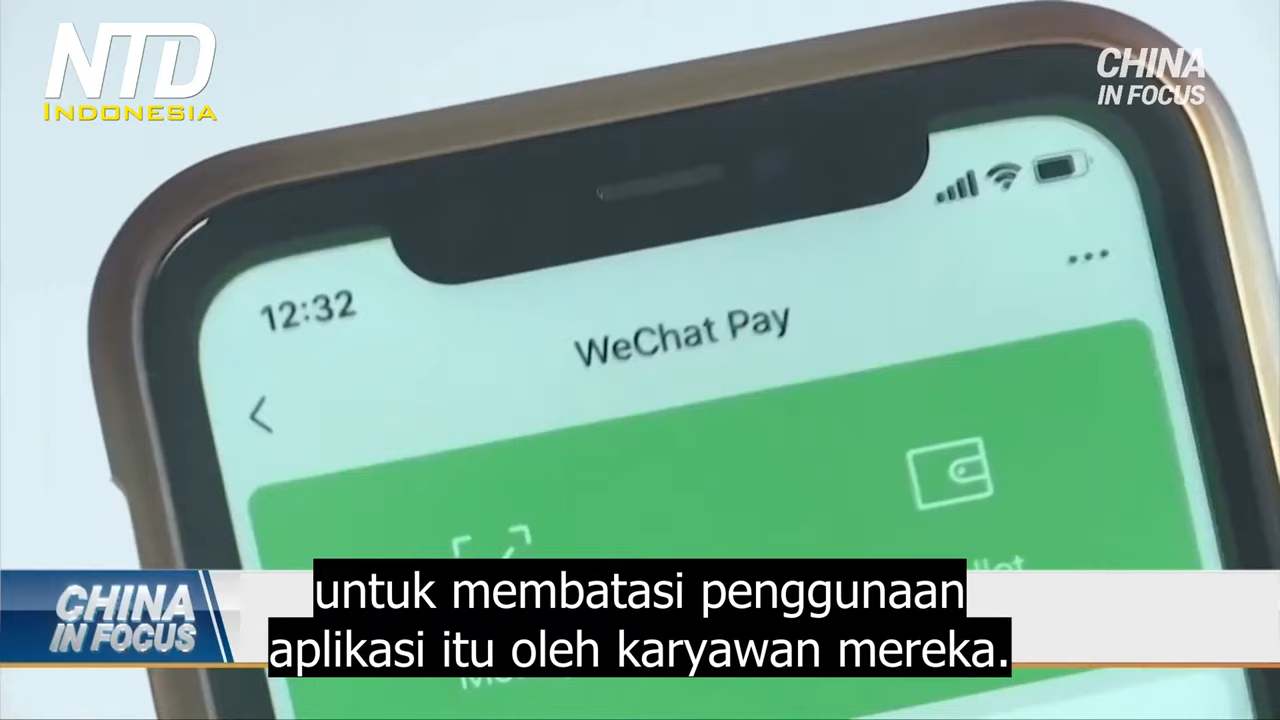 NTD
INDONESIA
CHINA
IN FOCUS
12:32
WeChat Pay
untuk membatasi penggunaan
aplikasi itu oleh karyawan mereka.
CHINA
IN FOCUS